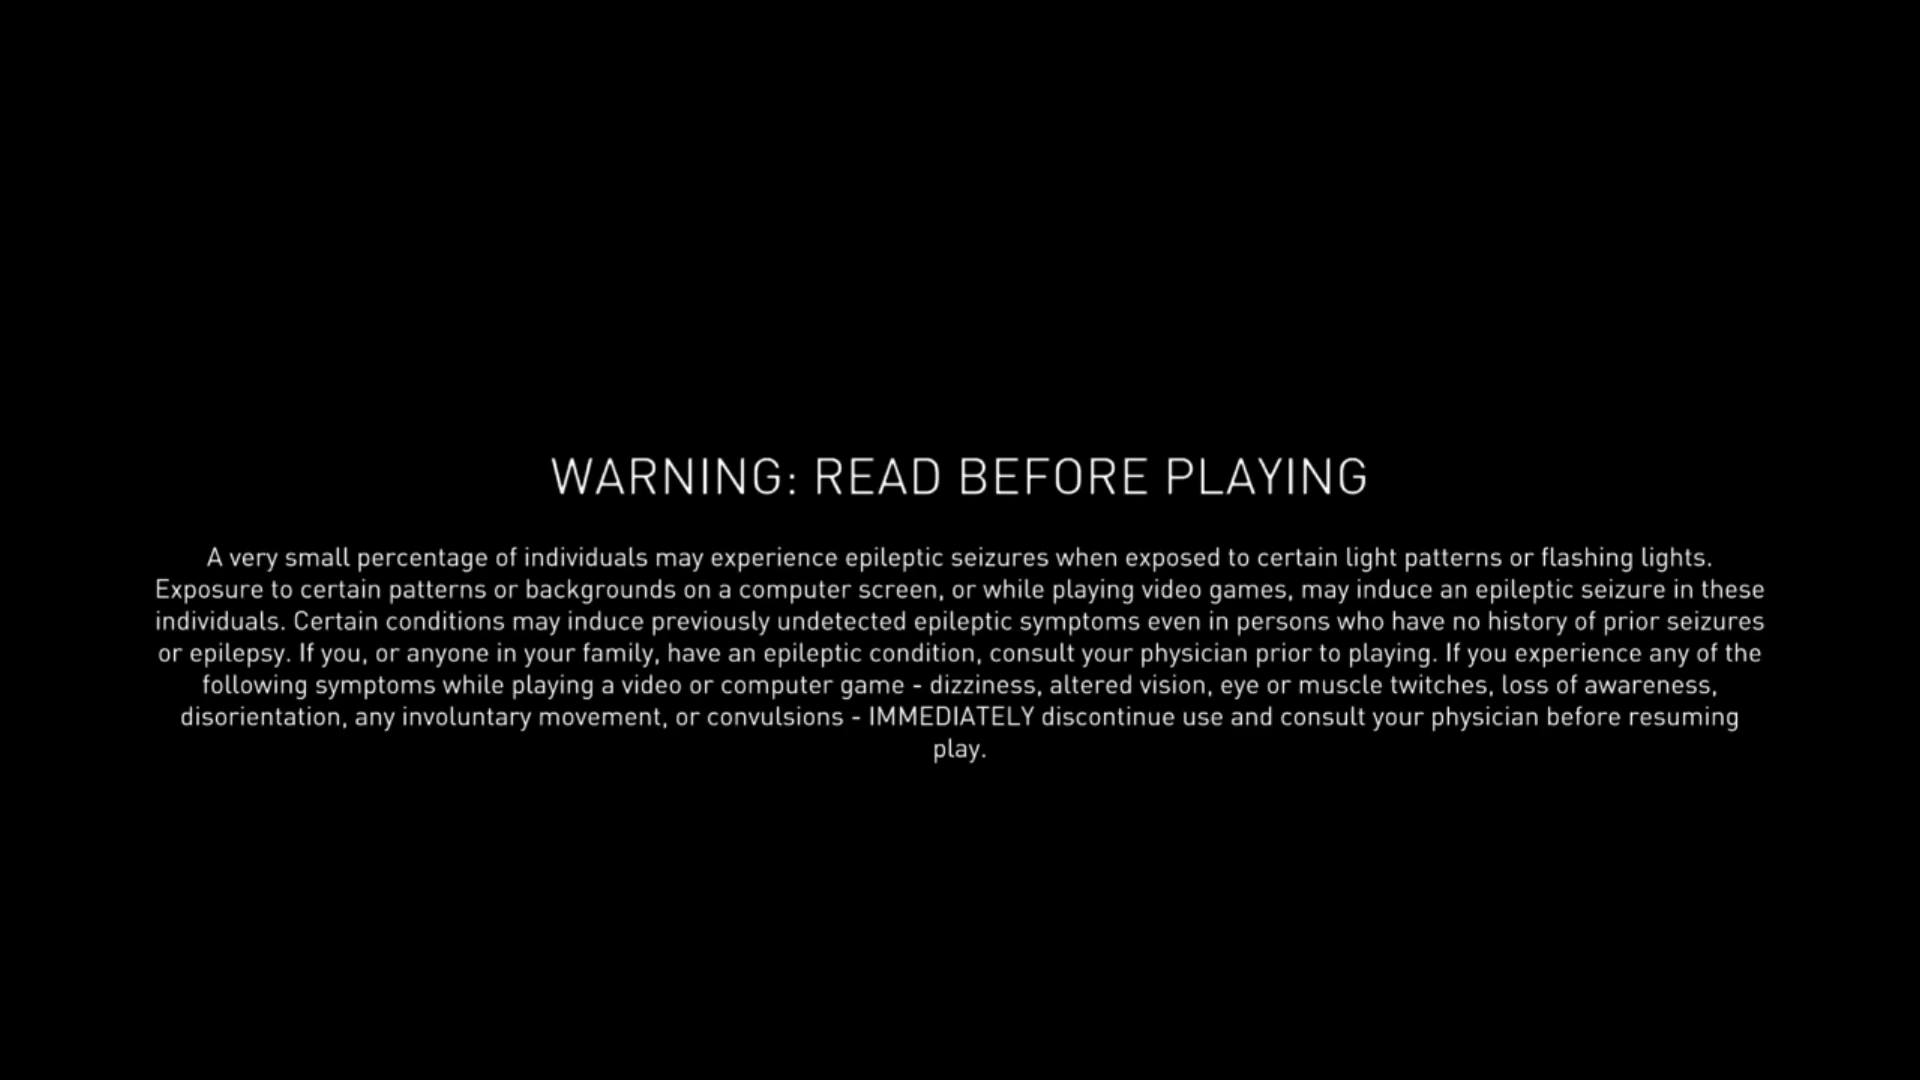 WARNING: READ BEFORE PLAYING
A very small percentage of individuals may experience epileptic seizures when exposed to certain light patterns or flashing lights.
Exposure to certain patterns or backgrounds on a computer screen, or while playing video games, may induce an epileptic seizure in these
individuals. Certain conditions may induce previously undetected epileptic symptoms even in persons who have no history of prior seizures
or epilepsy. If you, or anyone in your family, have an epileptic condition, consult your physician prior to playing. If you experience any of the
following symptoms while playing a video or computer game - dizziness, altered vision, eye or muscle twitches, loss of awareness,
disorientation, any involuntary movement, or convulsions - IMMEDIATELY discontinue use and consult your physician before resuming
play.